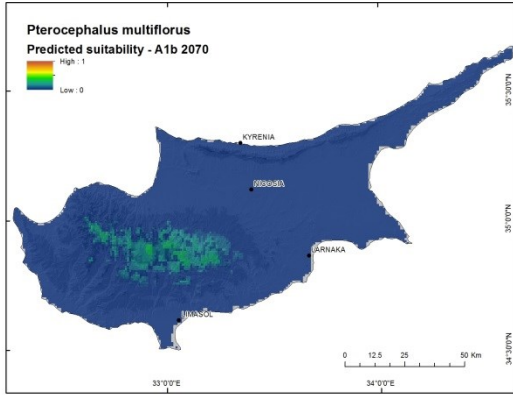 Pterocephalus multiflorus
Predicted suitability - A1b 2070
High : 1
Low : 0
KYRENIA
NICOSIA
LARNAKA
LIMASOL
35°30'0"N
35°0'0"N
34°30'0"N
0 12.5 25 50 Km
33°0'0"E
34°0'0"E